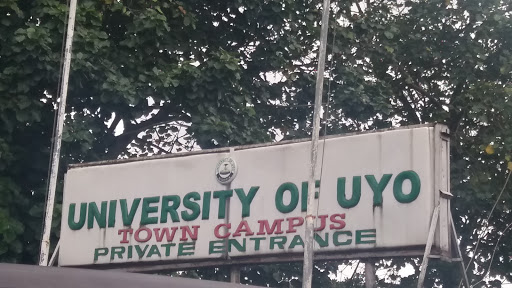 UNIVERSITY OF UYO
TOWN CAMPUS
PRIVATE ENTRANCE